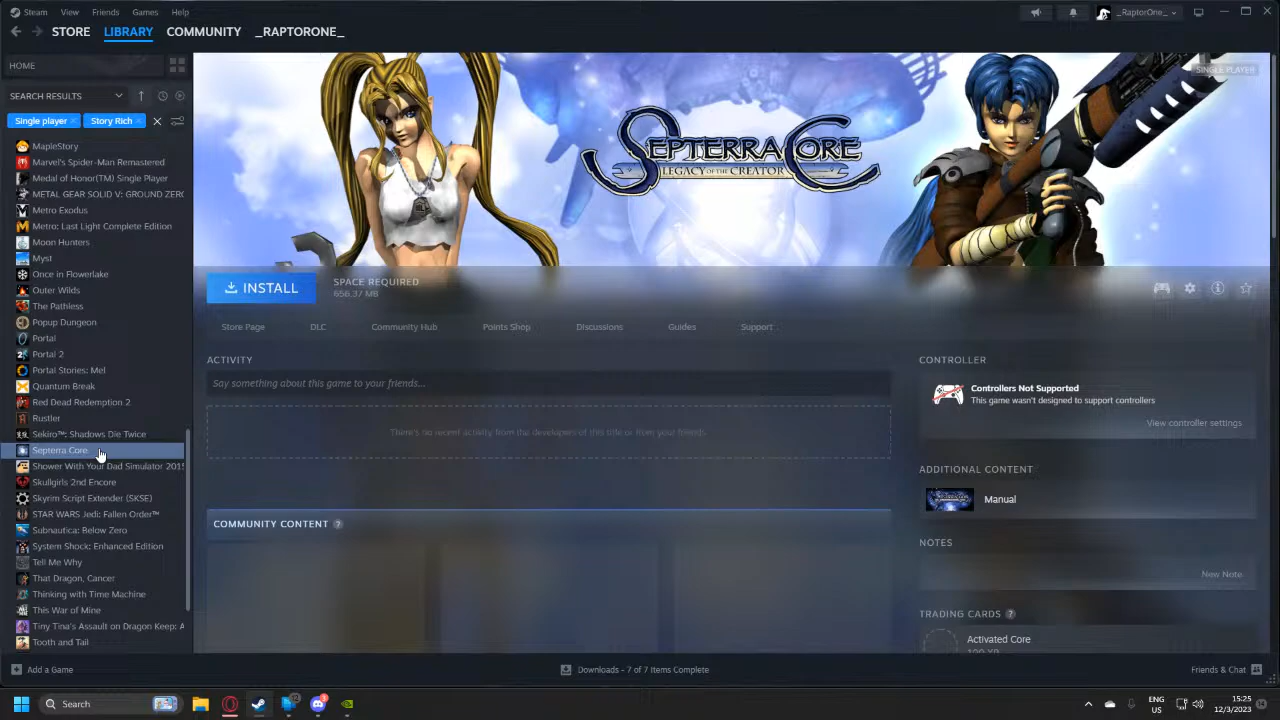 Steam View Friends Games Help
_RaptorOne_
STORE LIBRARY COMMUNITY _RAPTORONE_
HOME
SEARCH RESULTS
Single player Story Rich
MapleStory
Marvel's Spider-Man Remastered
Medal of Honor(TM) Single Player
METAL GEAR SOLID V: GROUND ZERO
Metro Exodus
Metro: Last Light Complete Edition
Moon Hunters
Myst
Once in Flowerlake
Outer Wilds
The Pathless
Popup Dungeon
Portal
Portal 2
Portal Stories: Mel
Quantum Break
Red Dead Redemption 2
Rustler
Sekiro™: Shadows Die Twice
Septerra Core
Shower With Your Dad Simulator 2015
Skullgirls 2nd Encore
Skyrim Script Extender (SKSE)
STAR WARS Jedi: Fallen Order™
Subnautica: Below Zero
System Shock: Enhanced Edition
Tell Me Why
That Dragon, Cancer
Thinking with Time Machine
This War of Mine
Tiny Tina's Assault on Dragon Keep: A
Tooth and Tail
SINGLE PLAYER
SEPTERRA CORE
LEGACY OF THE CREATOR
INSTALL
SPACE REQUIRED
656.37 MB
Store Page DLC Community Hub Points Shop Discussions Guides Support
ACTIVITY
Say something about this game to your friends...
There's no recent activity from the developers of this title or from your friends.
COMMUNITY CONTENT ?
CONTROLLER
Controllers Not Supported
This game wasn't designed to support controllers
View controller settings
ADDITIONAL CONTENT
Manual
NOTES
New Note
TRADING CARDS ?
Activated Core
100 XP
Add a Game
Downloads - 7 of 7 Items Complete
Friends & Chat
Search
ENG
US
15:25
12/3/2023